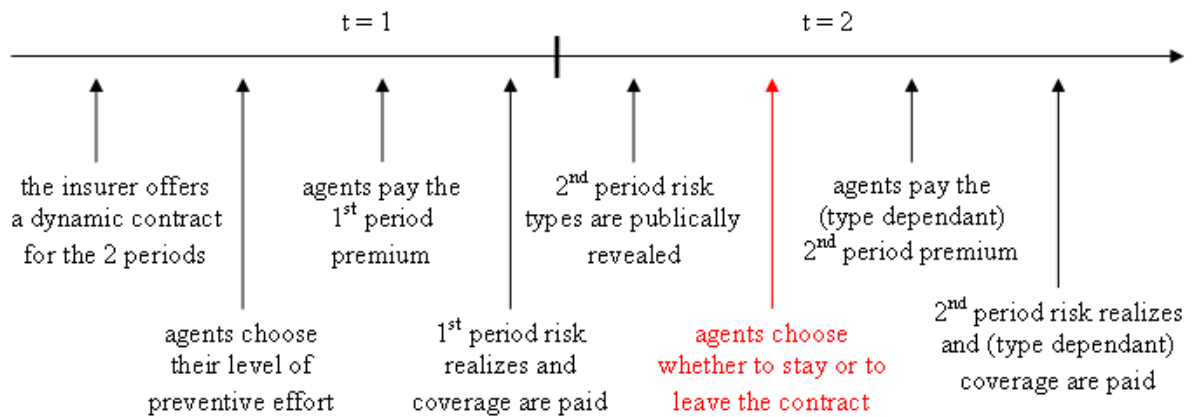 t = 1
t = 2
the insurer offers
a dynamic contract
for the 2 periods
agents choose
their level of
preventive effort
agents pay the
1st period
premium
1st period risk
realizes and
coverage are paid
2nd period risk
types are publically
revealed
agents choose
whether to stay or to
leave the contract
agents pay the
(type dependant)
2nd period premium
2nd period risk realizes
and (type dependant)
coverage are paid